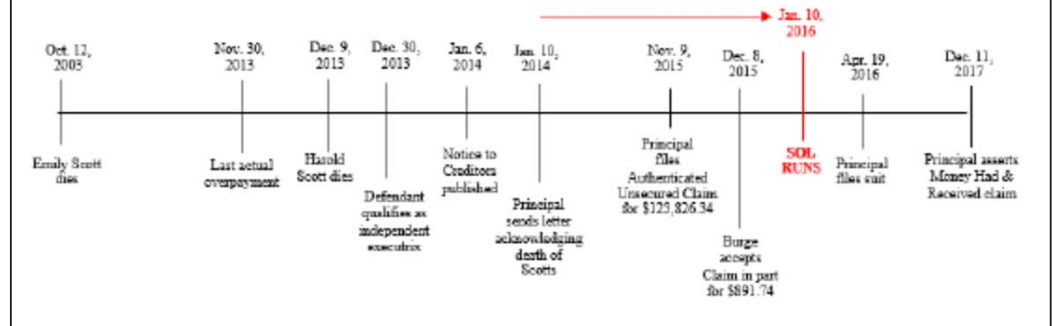 Oct. 12,
2003
Nov. 30,
2013
Dec. 9,
2013
Dec. 30,
2013
Jan. 6,
2014
Jan. 10,
2014
Nov. 9,
2015
Dec. 8,
2015
Jan. 10,
2016
Apr. 19,
2016
Dec. 11,
2017
Emily Scott
dies
Last actual
overpayment
Harold
Scott dies
Defendant
qualifies as
independent
executrix
Notice to
Creditors
published
Principal
sends letter
acknowledging
death of
Scotts
Principal
files
Authenticated
Unsecured Claim
for $123,826.34
Burge
accepts
Claim in part
for $891.74
SOL
RUNS
Principal
files suit
Principal asserts
Money Had &
Received claim